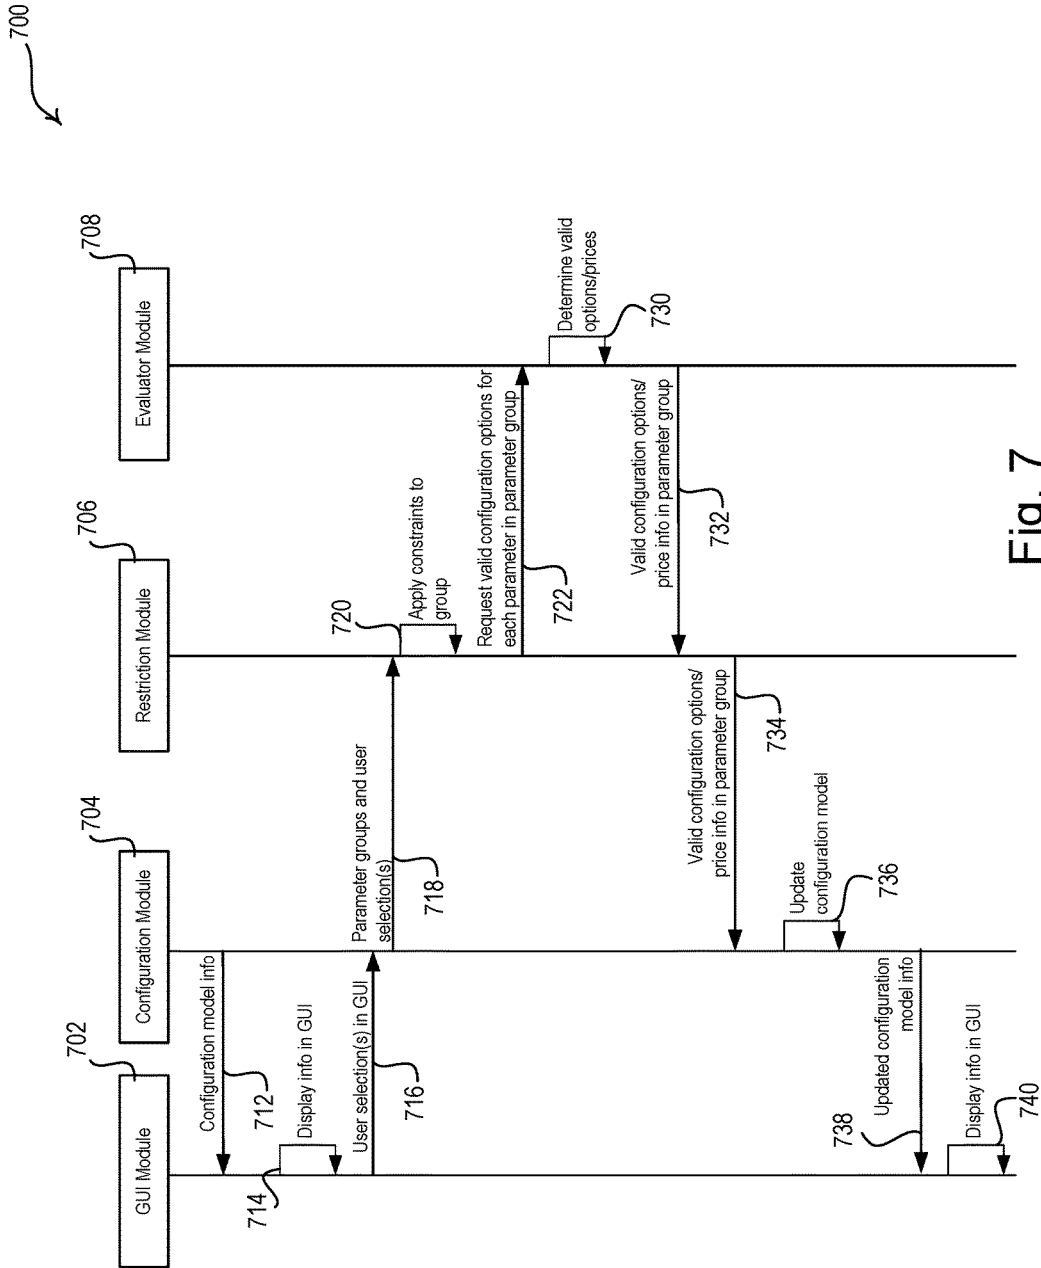 700
702
GUI Module
704
Configuration Module
706
Restriction Module
708
Evaluator Module
Configuration model info
712
714
Display info in GUI
User selection(s) in GUI
716
Parameter groups and user
selection(s)
718
720
Apply constraints to
group
Request valid configuration options for
each parameter in parameter group
722
Determine valid
options/prices
730
Valid configuration options/
price info in parameter group
732
Valid configuration options/
price info in parameter group
734
Update
configuration model
736
Updated configuration
model info
738
Display info in GUI
740
Fig. 7